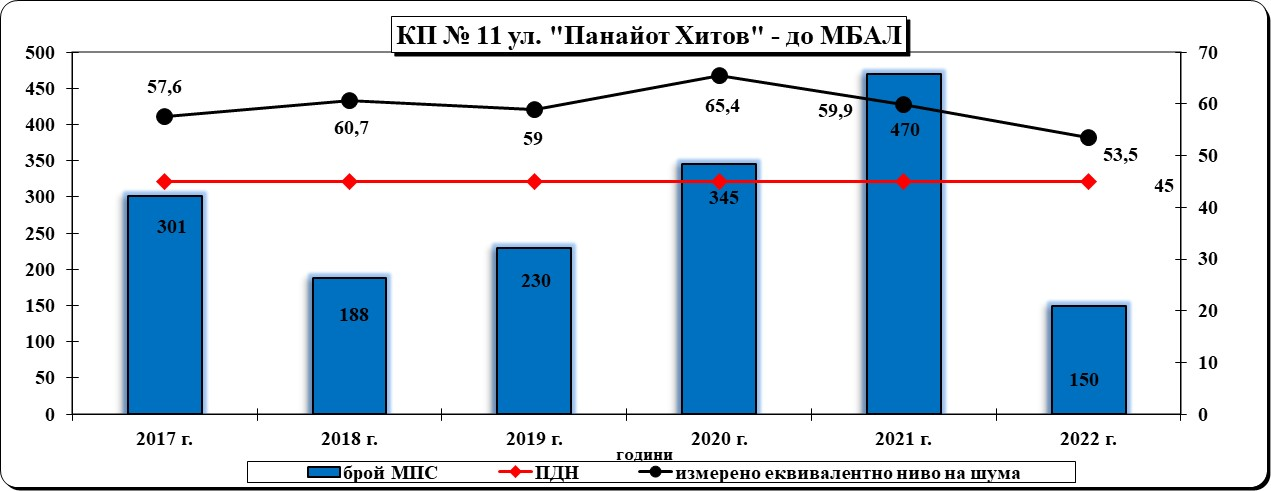 КП № 11 ул. "Панайот Хитов" - до МБАЛ
500
450
400
350
300
250
200
150
100
50
0
70
60
50
40
30
20
10
0
57,6
60,7
59
65,4
59,9
53,5
45
301
188
230
345
470
150
2017 г.
2018 г.
2019 г.
2020 г.
2021 г.
2022 г.
години
брой МПС
ПДН
измерено еквивалентно ниво на шума